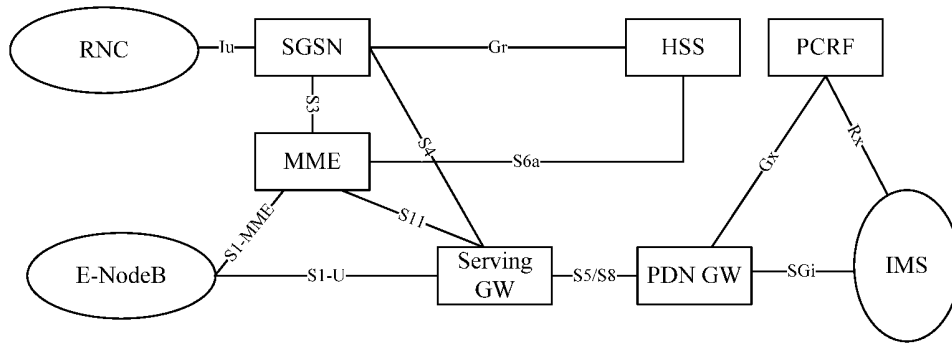 RNC
Iu
SGSN
Gr
HSS
PCRF
S3
S4
MME
S6a
Gx
Rx
S1-MME
S11
E-NodeB
S1-U
Serving
GW
S5/S8
PDN GW
SGi
IMS